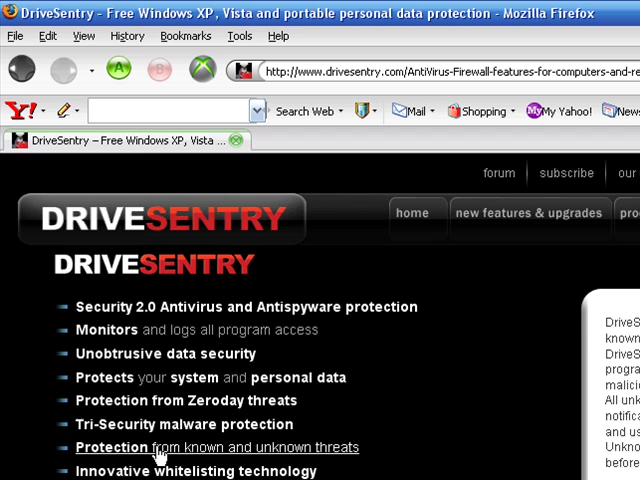 DriveSentry – Free Windows XP, Vista and portable personal data protection - Mozilla Firefox
File Edit View History Bookmarks Tools Help
A B http://www.drivesentry.com/AntiVirus-Firewall-features-for-computers-and-re
Y! Search Web Mail Shopping My My Yahoo! News
DriveSentry – Free Windows XP, Vista ...
forum subscribe our
DRIVESENTRY home new features & upgrades pro
DRIVESENTRY
Security 2.0 Antivirus and Antispyware protection
Monitors and logs all program access
Unobtrusive data security
Protects your system and personal data
Protection from Zeroday threats
Tri-Security malware protection
Protection from known and unknown threats
Innovative whitelisting technology
DriveS
known
DriveS
progra
malicio
All unk
notifica
and us
Unkno
before